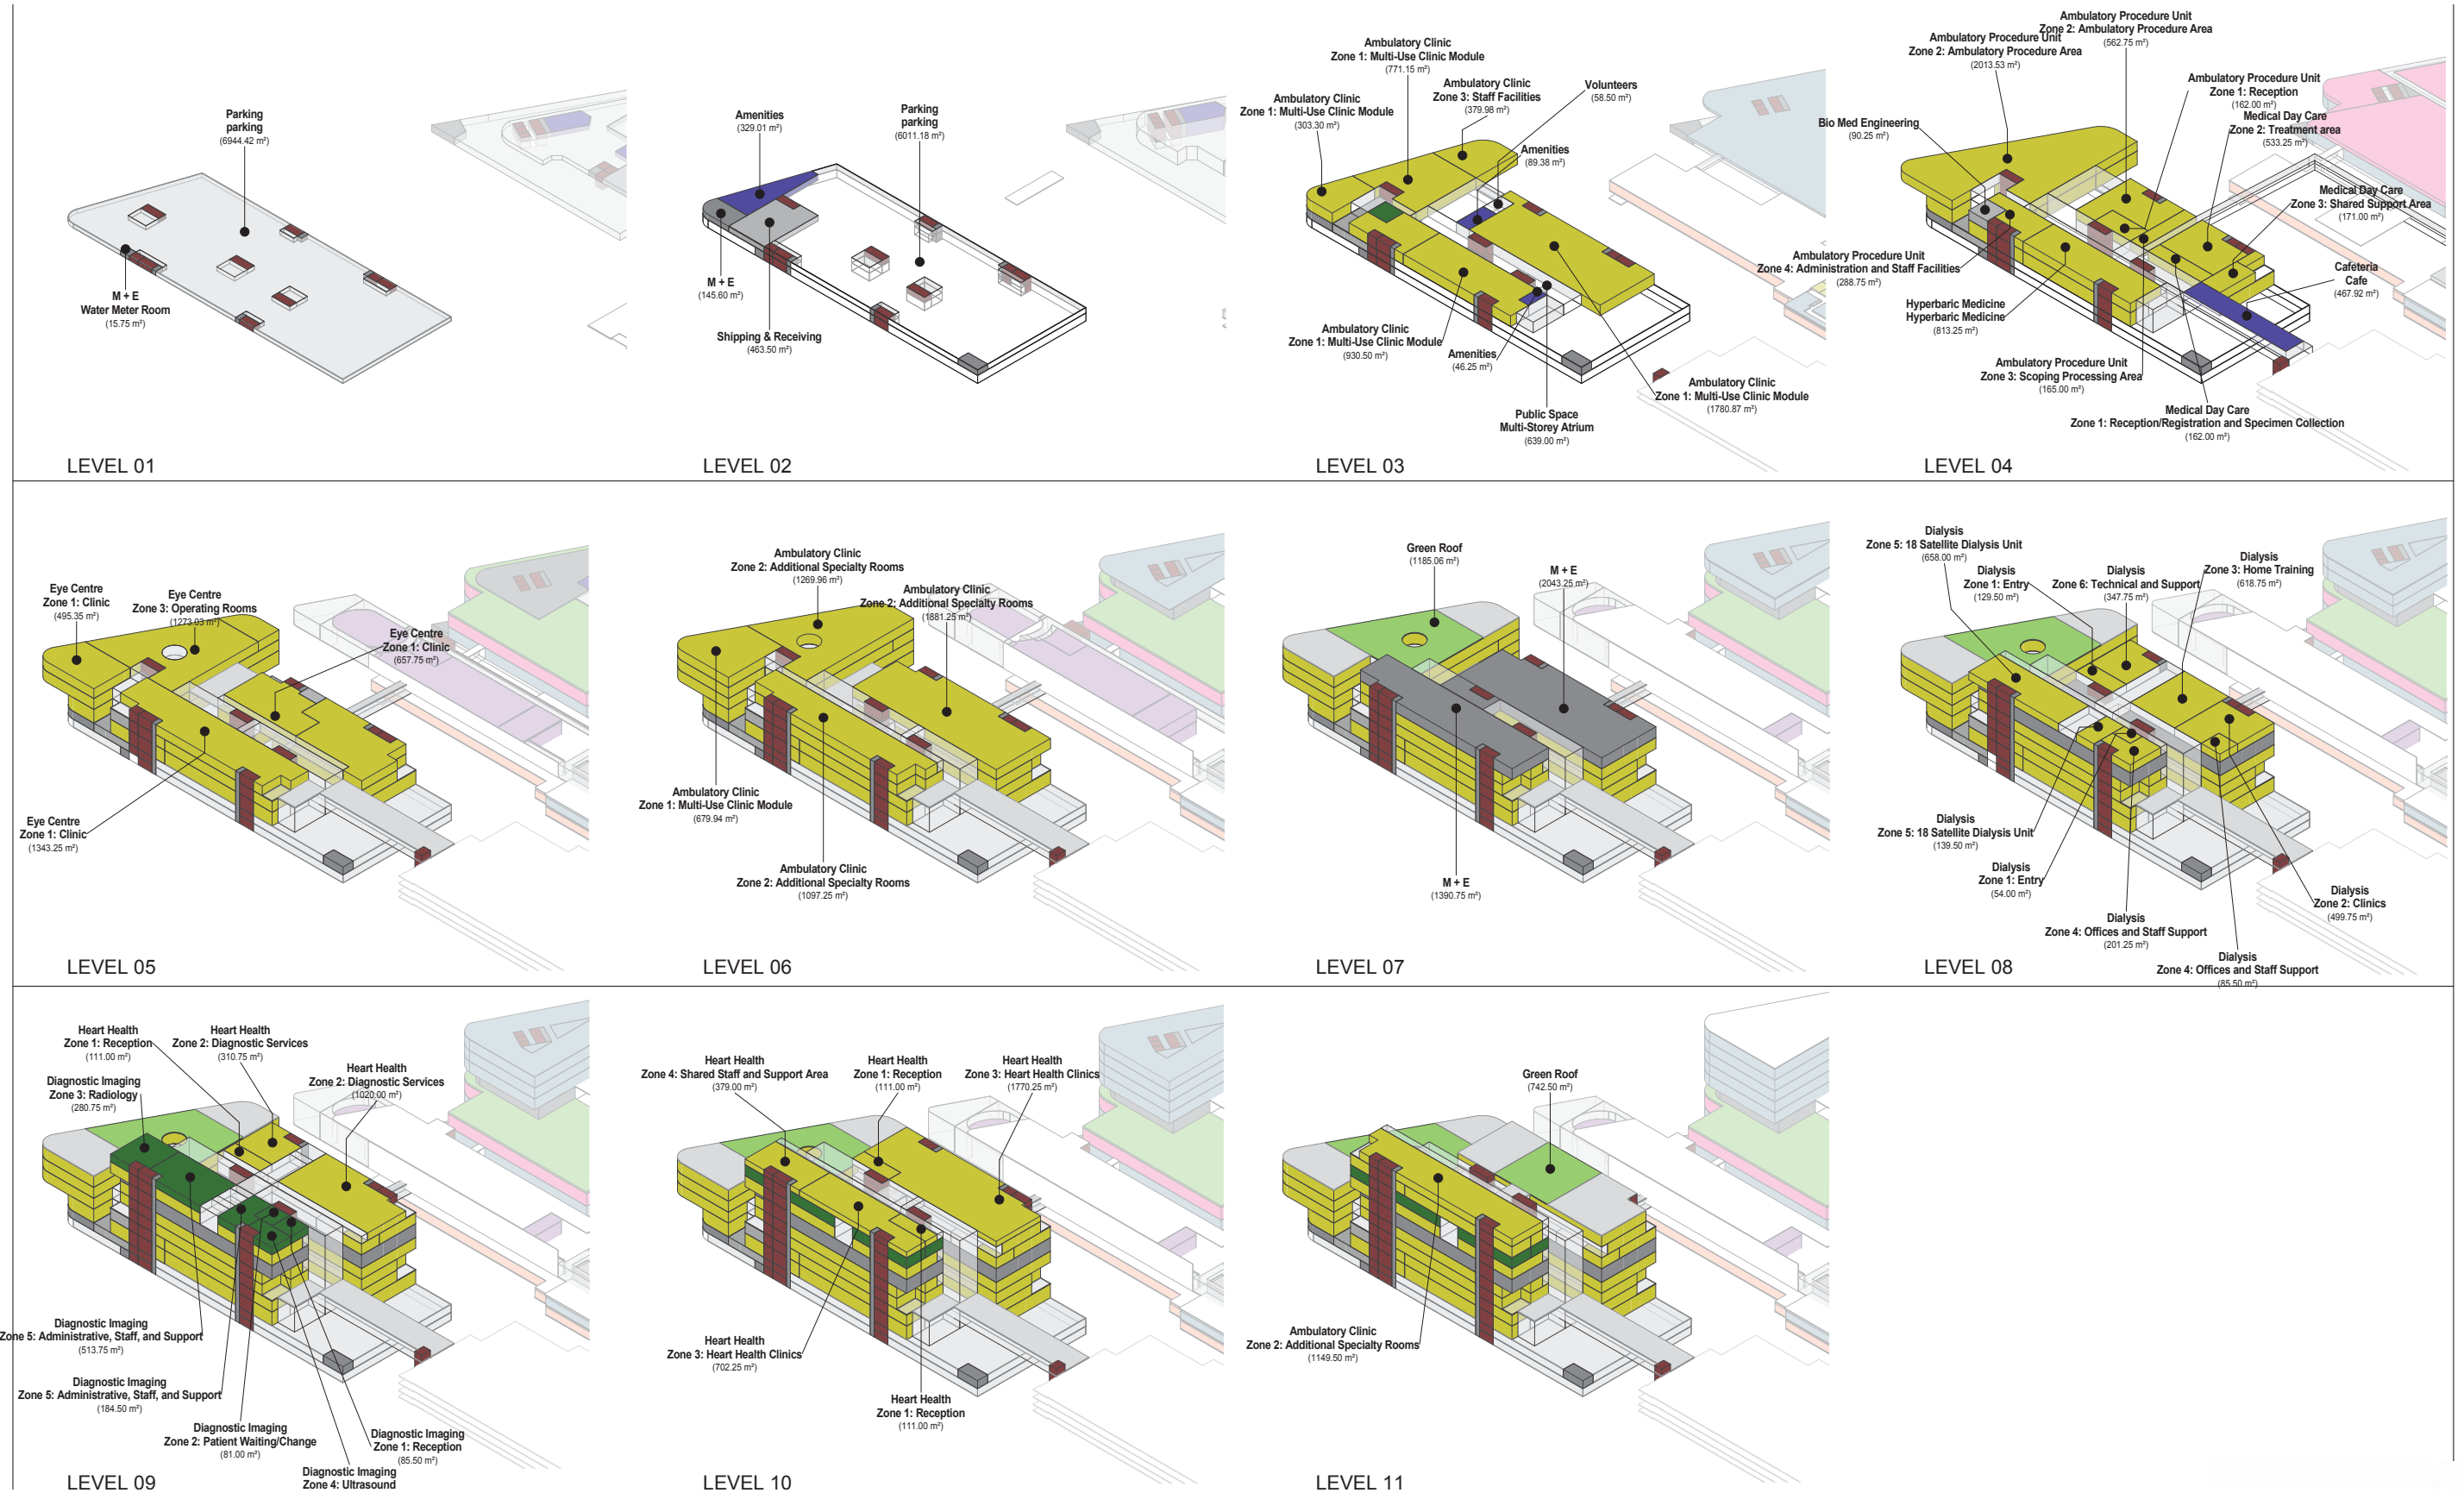 Parking
parking
(6944.42 m²)
M + E
Water Meter Room
(15.75 m²)
LEVEL 01
Amenities
(329.01 m²)
Parking
parking
(6011.18 m²)
M + E
(145.60 m²)
Shipping & Receiving
(463.50 m²)
LEVEL 02
Ambulatory Clinic
Zone 1: Multi-Use Clinic Module
(771.15 m²)
Ambulatory Clinic
Zone 3: Staff Facilities
(379.98 m²)
Volunteers
(58.50 m²)
Ambulatory Clinic
Zone 1: Multi-Use Clinic Module
(303.30 m²)
Amenities
(89.38 m²)
Ambulatory Clinic
Zone 1: Multi-Use Clinic Module
(930.50 m²)
Amenities
(46.25 m²)
Ambulatory Clinic
Zone 1: Multi-Use Clinic Module
(1780.87 m²)
Public Space
Multi-Storey Atrium
(639.00 m²)
LEVEL 03
Ambulatory Procedure Unit
Zone 2: Ambulatory Procedure Area
(562.75 m²)
Ambulatory Procedure Unit
Zone 2: Ambulatory Procedure Area
(2013.53 m²)
Ambulatory Procedure Unit
Zone 1: Reception
(162.00 m²)
Medical Day Care
Zone 2: Treatment area
(533.25 m²)
Bio Med Engineering
(90.25 m²)
Medical Day Care
Zone 3: Shared Support Area
(171.00 m²)
Ambulatory Procedure Unit
Zone 4: Administration and Staff Facilities
(288.75 m²)
Cafeteria
Cafe
(467.92 m²)
Hyperbaric Medicine
Hyperbaric Medicine
(813.25 m²)
Ambulatory Procedure Unit
Zone 3: Scoping Processing Area
(165.00 m²)
Medical Day Care
Zone 1: Reception/Registration and Specimen Collection
(162.00 m²)
LEVEL 04
Eye Centre
Zone 1: Clinic
(495.35 m²)
Eye Centre
Zone 3: Operating Rooms
(1273.03 m²)
Eye Centre
Zone 1: Clinic
(657.75 m²)
Eye Centre
Zone 1: Clinic
(1343.25 m²)
LEVEL 05
Ambulatory Clinic
Zone 2: Additional Specialty Rooms
(1269.96 m²)
Ambulatory Clinic
Zone 2: Additional Specialty Rooms
(1881.25 m²)
Ambulatory Clinic
Zone 1: Multi-Use Clinic Module
(679.94 m²)
Ambulatory Clinic
Zone 2: Additional Specialty Rooms
(1097.25 m²)
LEVEL 06
Green Roof
(1185.06 m²)
M + E
(2043.25 m²)
M + E
(1390.75 m²)
LEVEL 07
Dialysis
Zone 5: 18 Satellite Dialysis Unit
(658.00 m²)
Dialysis
Zone 1: Entry
(129.50 m²)
Dialysis
Zone 6: Technical and Support
(347.75 m²)
Dialysis
Zone 3: Home Training
(618.75 m²)
Dialysis
Zone 5: 18 Satellite Dialysis Unit
(139.50 m²)
Dialysis
Zone 1: Entry
(54.00 m²)
Dialysis
Zone 2: Clinics
(499.75 m²)
Dialysis
Zone 4: Offices and Staff Support
(201.25 m²)
Dialysis
Zone 4: Offices and Staff Support
(85.50 m²)
LEVEL 08
Heart Health
Zone 1: Reception
(111.00 m²)
Heart Health
Zone 2: Diagnostic Services
(310.75 m²)
Heart Health
Zone 2: Diagnostic Services
(1020.00 m²)
Diagnostic Imaging
Zone 3: Radiology
(280.75 m²)
Diagnostic Imaging
Zone 5: Administrative, Staff, and Support
(513.75 m²)
Diagnostic Imaging
Zone 5: Administrative, Staff, and Support
(184.50 m²)
Diagnostic Imaging
Zone 2: Patient Waiting/Change
(81.00 m²)
Diagnostic Imaging
Zone 1: Reception
(85.50 m²)
Diagnostic Imaging
Zone 4: Ultrasound
LEVEL 09
Heart Health
Zone 4: Shared Staff and Support Area
(379.00 m²)
Heart Health
Zone 1: Reception
(111.00 m²)
Heart Health
Zone 3: Heart Health Clinics
(1770.25 m²)
Heart Health
Zone 3: Heart Health Clinics
(702.25 m²)
Heart Health
Zone 1: Reception
(111.00 m²)
LEVEL 10
Green Roof
(742.50 m²)
Ambulatory Clinic
Zone 2: Additional Specialty Rooms
(1149.50 m²)
LEVEL 11